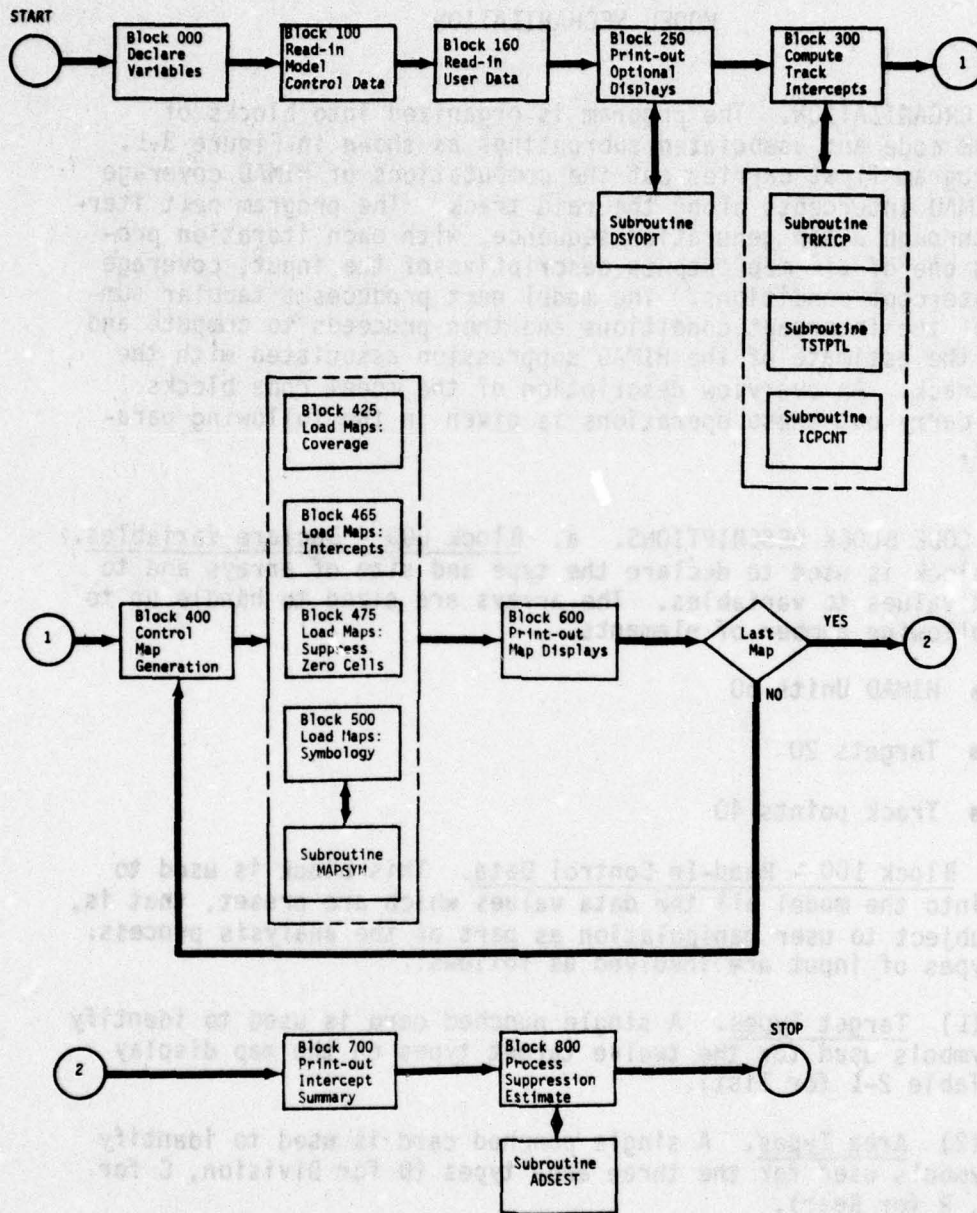 START
Block 000
Declare
Variables
Block 100
Read-in
Model
Control Data
Block 160
Read-in
User Data
Block 250
Print-out
Optional
Displays
Block 300
Compute
Track
Intercepts
1
Subroutine
DSYOPT
Subroutine
TRKICP
Subroutine
TSTPTL
Subroutine
ICPCNT
Block 425
Load Maps:
Coverage
Block 465
Load Maps:
Intercepts
1
Block 400
Control
Map
Generation
Block 475
Load Maps:
Suppress
Zero Cells
Block 600
Print-out
Map Displays
Last
Map
YES
2
NO
Block 500
Load Maps:
Symbology
Subroutine
MAPSYM
2
Block 700
Print-out
Intercept
Summary
Block 800
Process
Suppression
Estimate
STOP
Subroutine
ADSEST